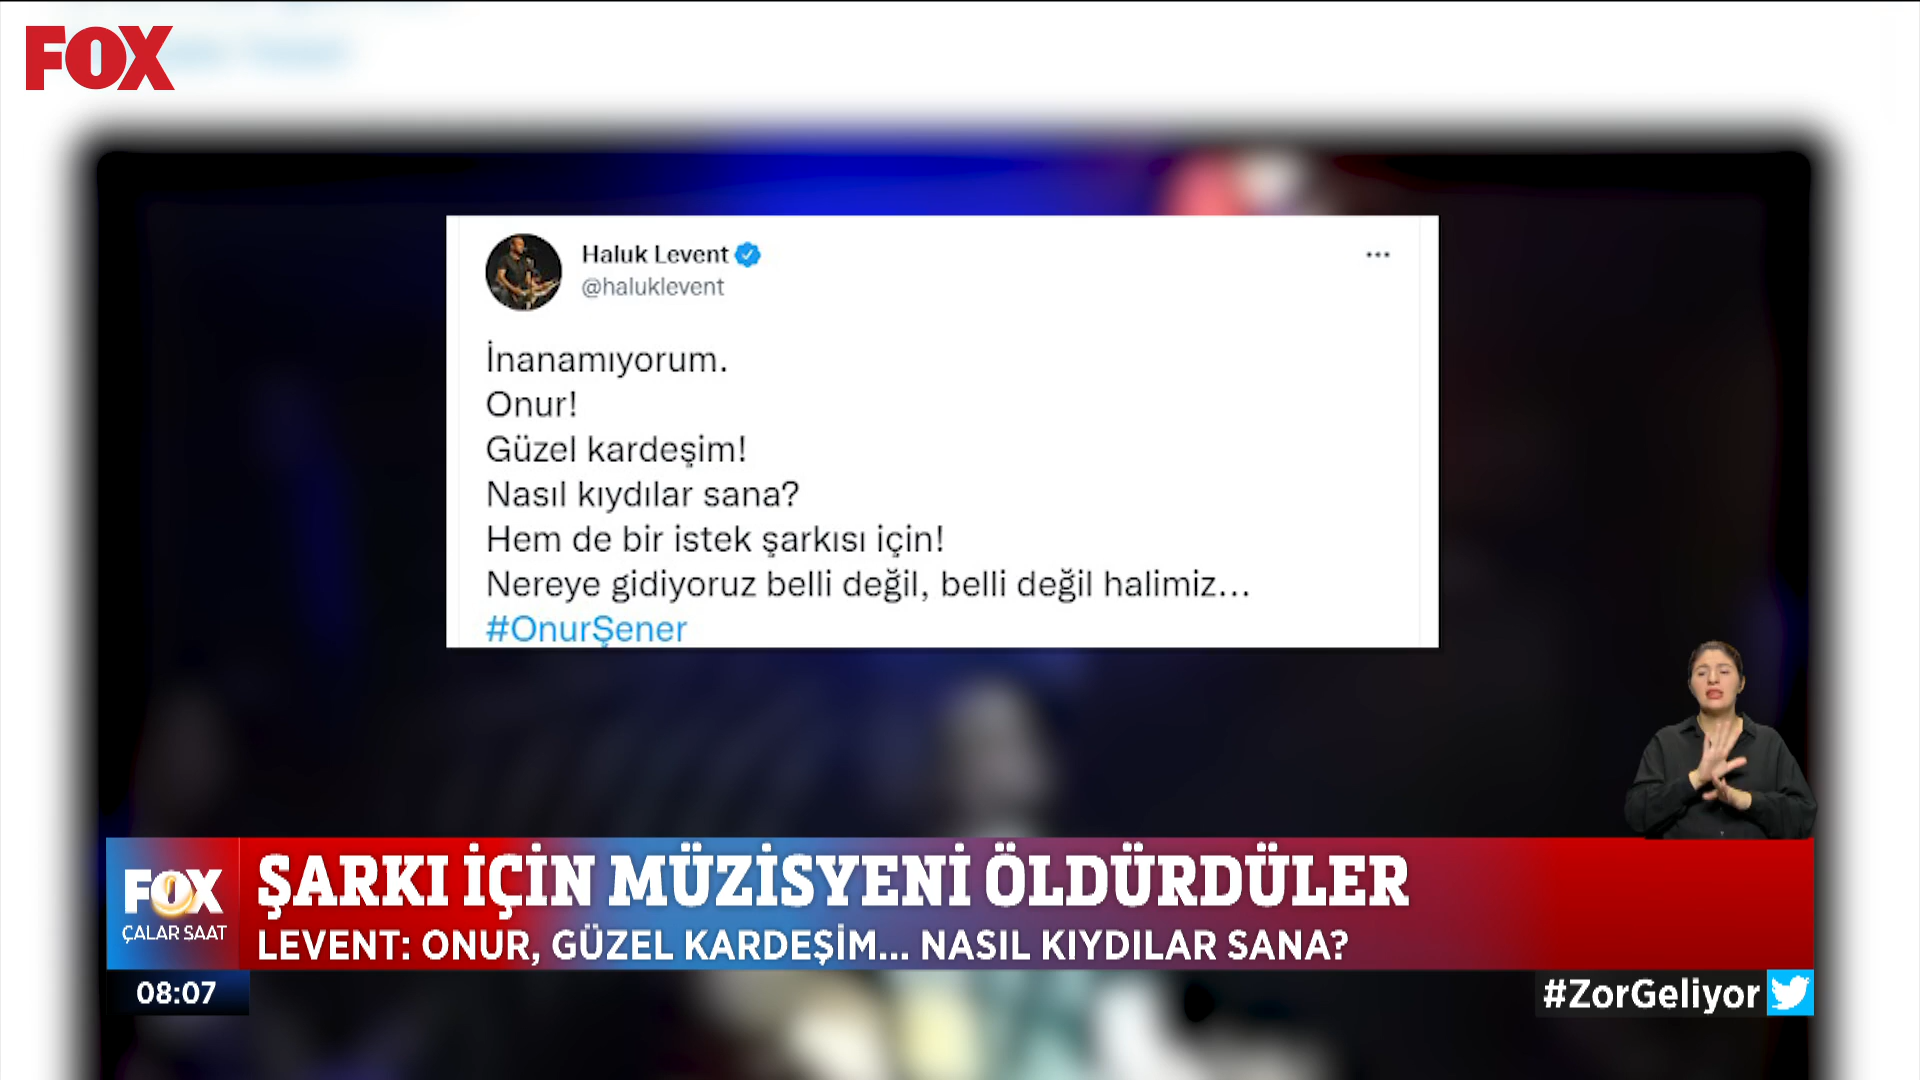 FOX
Haluk Levent
@haluklevent
İnanamıyorum.
Onur!
Güzel kardeşim!
Nasıl kıydılar sana?
Hem de bir istek şarkısı için!
Nereye gidiyoruz belli değil, belli değil halimiz...
#OnurŞener
FOX
ÇALAR SAAT
ŞARKI İÇİN MÜZİSYENİ ÖLDÜRDÜLER
LEVENT: ONUR, GÜZEL KARDEŞİM... NASIL KIYDILAR SANA?
08:07
#ZorGeliyor